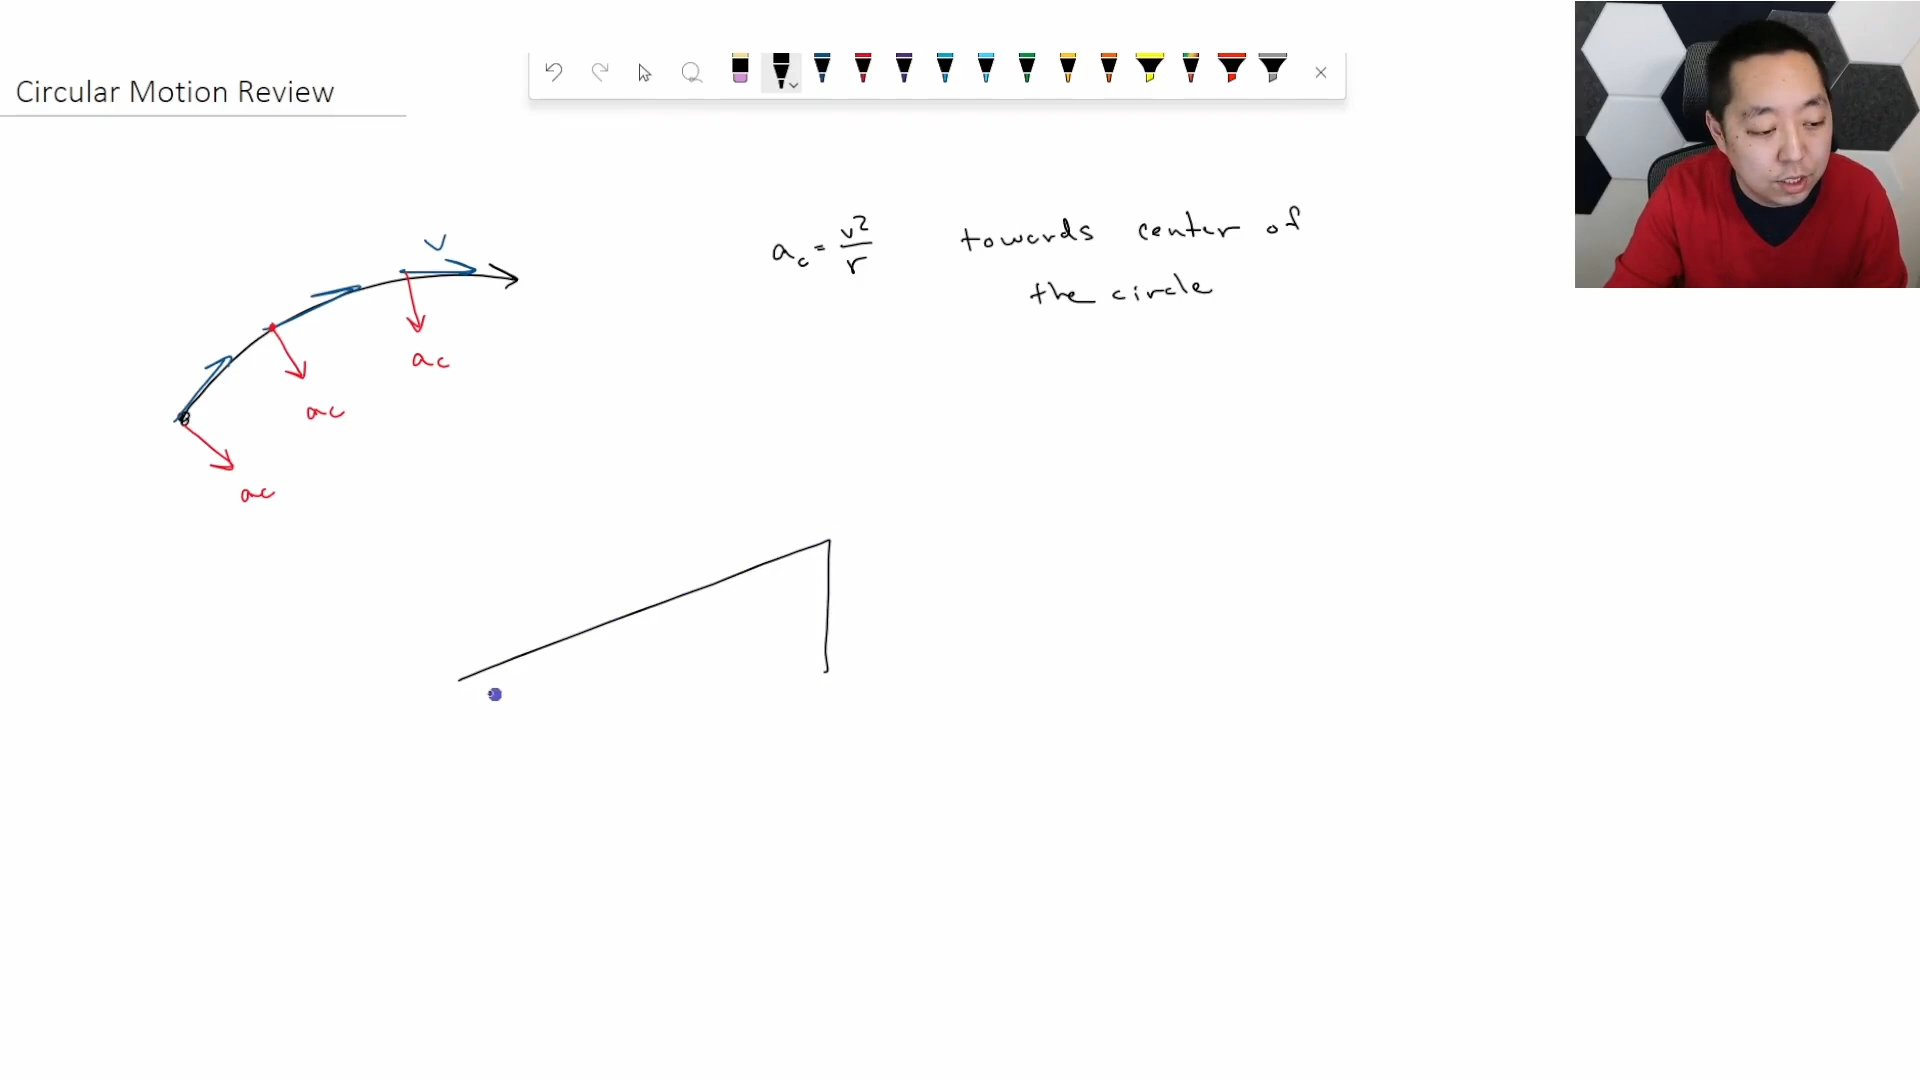 Circular Motion Review
v
ac
ac
ac
ac = v²/r
towards center of
the circle